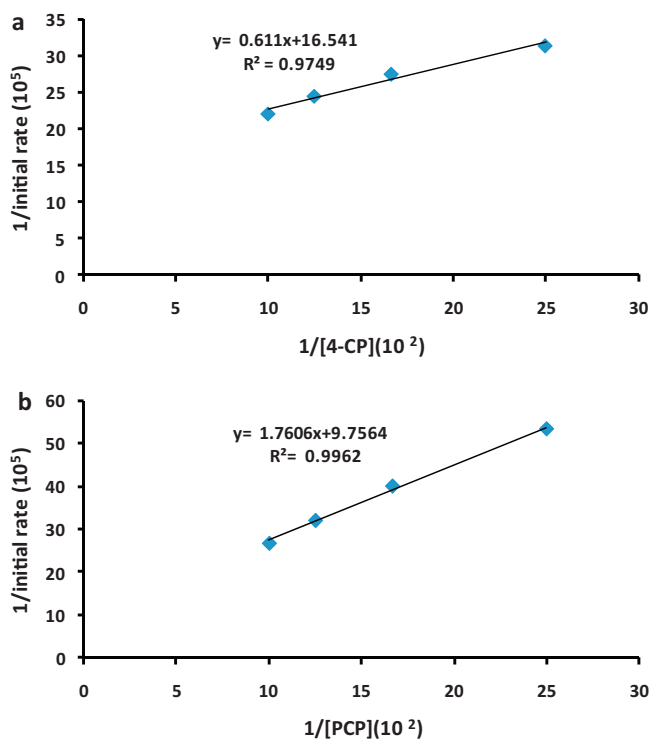 a
y= 0.611x+16.541
R² = 0.9749
1/initial rate (10⁵)
35
30
25
20
15
10
5
0
0 5 10 15 20 25 30
1/[4-CP](10 ²)
b
y= 1.7606x+9.7564
R²= 0.9962
1/initial rate (10⁵)
60
50
40
30
20
10
0
0 5 10 15 20 25 30
1/[PCP](10 ²)